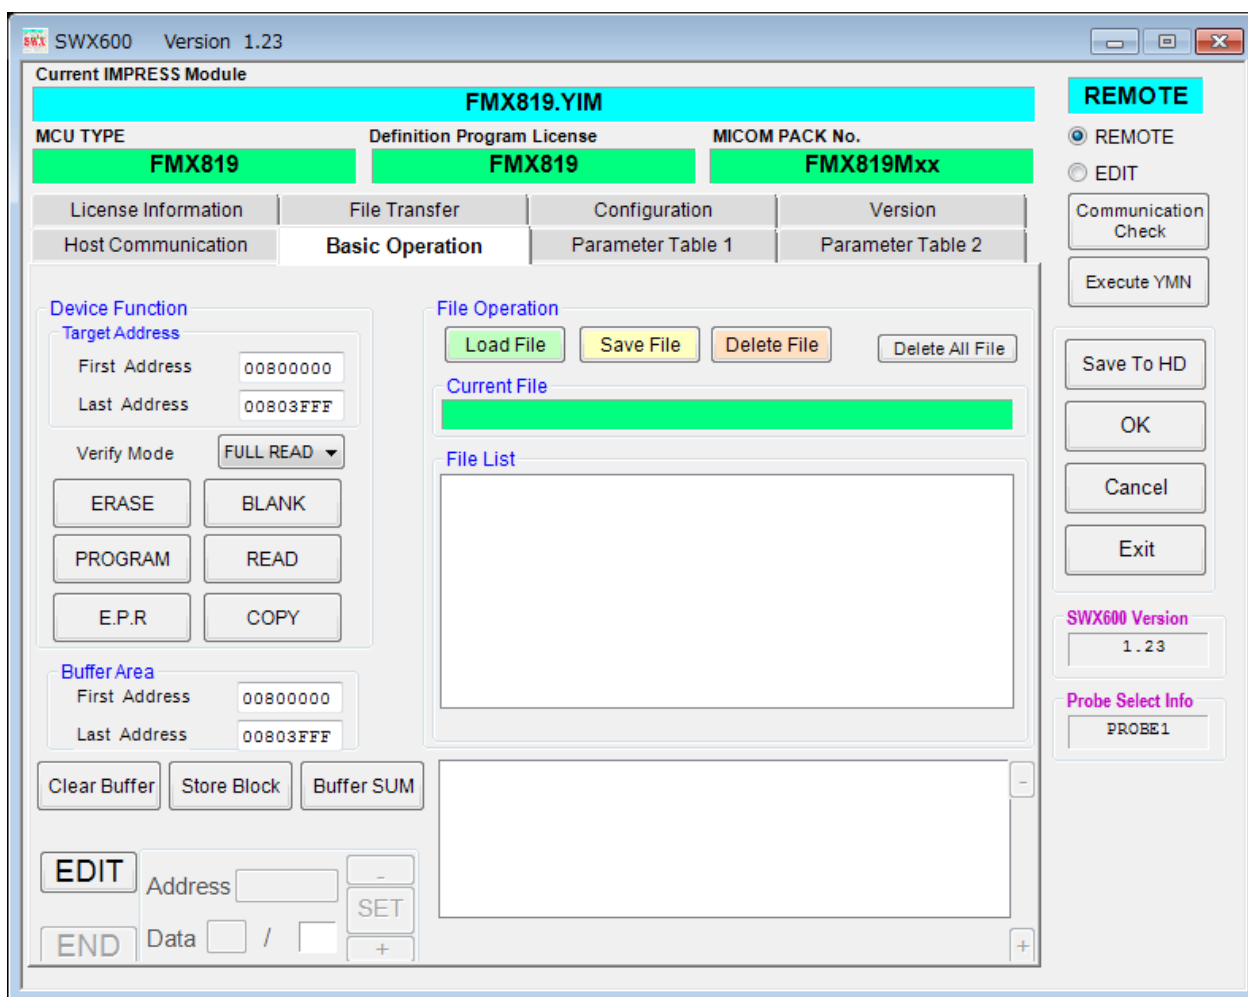 SWX SWX600 Version 1.23
Current IMPRESS Module
FMX819.YIM
MCU TYPE Definition Program License MICOM PACK No.
FMX819 FMX819 FMX819Mxx
License Information File Transfer Configuration Version
Host Communication Basic Operation Parameter Table 1 Parameter Table 2
Device Function
Target Address
First Address 00800000
Last Address 00803FFF
Verify Mode FULL READ
ERASE BLANK
PROGRAM READ
E.P.R COPY
Buffer Area
First Address 00800000
Last Address 00803FFF
Clear Buffer Store Block Buffer SUM
EDIT Address - SET
END Data / +
File Operation
Load File Save File Delete File Delete All File
Current File
File List
-
+
REMOTE
REMOTE
EDIT
Communication
Check
Execute YMN
Save To HD
OK
Cancel
Exit
SWX600 Version
1.23
Probe Select Info
PROBE1